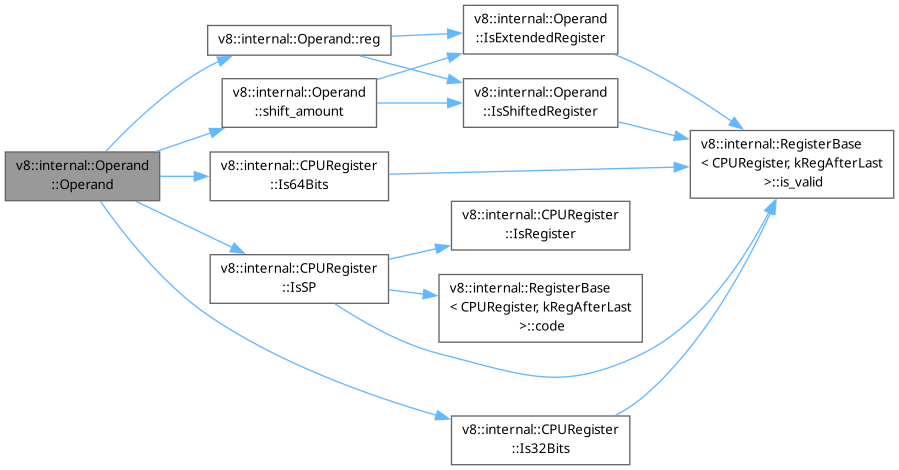 v8::internal::Operand
::Operand
v8::internal::Operand::reg
v8::internal::Operand
::shift_amount
v8::internal::CPURegister
::Is64Bits
v8::internal::CPURegister
::IsSP
v8::internal::Operand
::IsExtendedRegister
v8::internal::Operand
::IsShiftedRegister
v8::internal::CPURegister
::IsRegister
v8::internal::RegisterBase
< CPURegister, kRegAfterLast
>::code
v8::internal::CPURegister
::Is32Bits
v8::internal::RegisterBase
< CPURegister, kRegAfterLast
>::is_valid